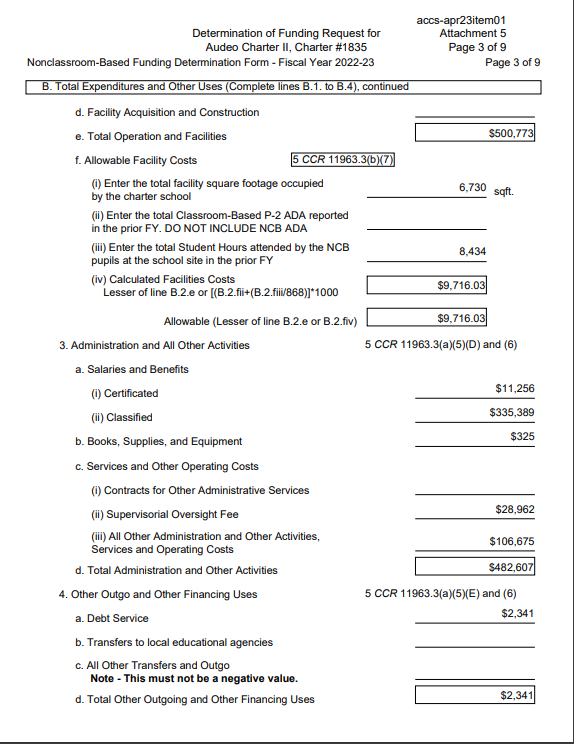 accs-apr23item01
Determination of Funding Request for Attachment 5
Audeo Charter II, Charter #1835 Page 3 of 9
Nonclassroom-Based Funding Determination Form - Fiscal Year 2022-23 Page 3 of 9
B. Total Expenditures and Other Uses (Complete lines B.1. to B.4), continued
d. Facility Acquisition and Construction
e. Total Operation and Facilities $500,773
f. Allowable Facility Costs 5 CCR 11963.3(b)(7)
(i) Enter the total facility square footage occupied
by the charter school 6,730 sqft.
(ii) Enter the total Classroom-Based P-2 ADA reported
in the prior FY. DO NOT INCLUDE NCB ADA
(iii) Enter the total Student Hours attended by the NCB
pupils at the school site in the prior FY 8,434
(iv) Calculated Facilities Costs
Lesser of line B.2.e or [(B.2.fii+(B.2.fiii/868)]*1000 $9,716.03
Allowable (Lesser of line B.2.e or B.2.fiv) $9,716.03
3. Administration and All Other Activities 5 CCR 11963.3(a)(5)(D) and (6)
a. Salaries and Benefits
(i) Certificated $11,256
(ii) Classified $335,389
b. Books, Supplies, and Equipment $325
c. Services and Other Operating Costs
(i) Contracts for Other Administrative Services
(ii) Supervisorial Oversight Fee $28,962
(iii) All Other Administration and Other Activities,
Services and Operating Costs $106,675
d. Total Administration and Other Activities $482,607
4. Other Outgo and Other Financing Uses 5 CCR 11963.3(a)(5)(E) and (6)
a. Debt Service $2,341
b. Transfers to local educational agencies
c. All Other Transfers and Outgo
Note - This must not be a negative value.
d. Total Other Outgoing and Other Financing Uses $2,341